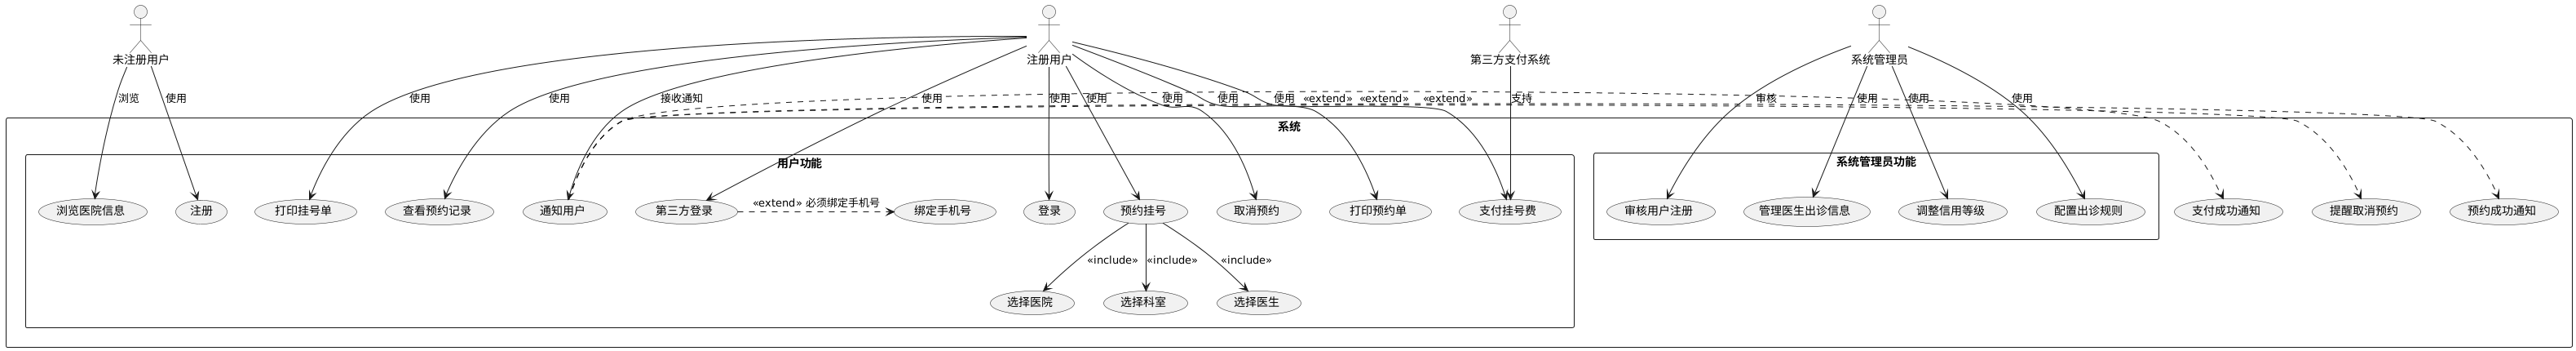 未注册用户
注册用户
第三方支付系统
系统管理员
浏览
使用
使用
使用
接收通知
使用
使用
使用
使用
使用
使用
«extend»
«extend»
«extend»
支持
审核
使用
使用
使用
系统
用户功能
系统管理员功能
浏览医院信息
注册
打印挂号单
查看预约记录
通知用户
第三方登录
«extend» 必须绑定手机号
绑定手机号
登录
预约挂号
取消预约
打印预约单
支付挂号费
审核用户注册
管理医生出诊信息
调整信用等级
配置出诊规则
支付成功通知
提醒取消预约
预约成功通知
«include»
«include»
«include»
选择医院
选择科室
选择医生